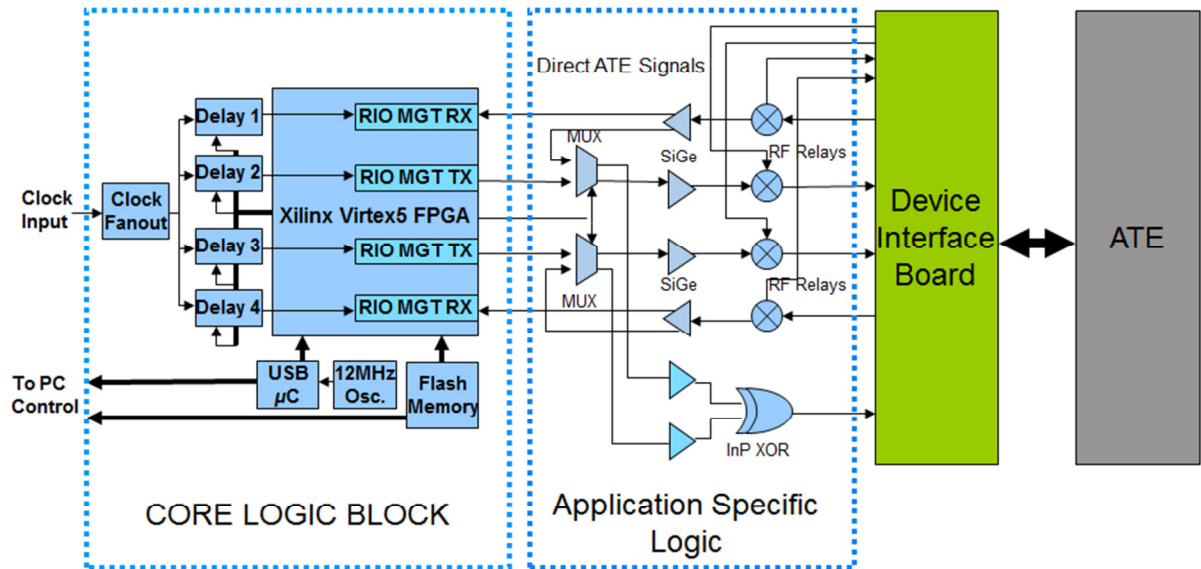 Clock
Input
Clock
Fanout
Delay 1
Delay 2
Delay 3
Delay 4
RIO MGT RX
RIO MGT TX
Xilinx Virtex5 FPGA
RIO MGT TX
RIO MGT RX
To PC
Control
USB
µC
12MHz
Osc.
Flash
Memory
CORE LOGIC BLOCK
Direct ATE Signals
MUX
SiGe
RF Relays
MUX
SiGe
RF Relays
InP XOR
Application Specific
Logic
Device
Interface
Board
ATE